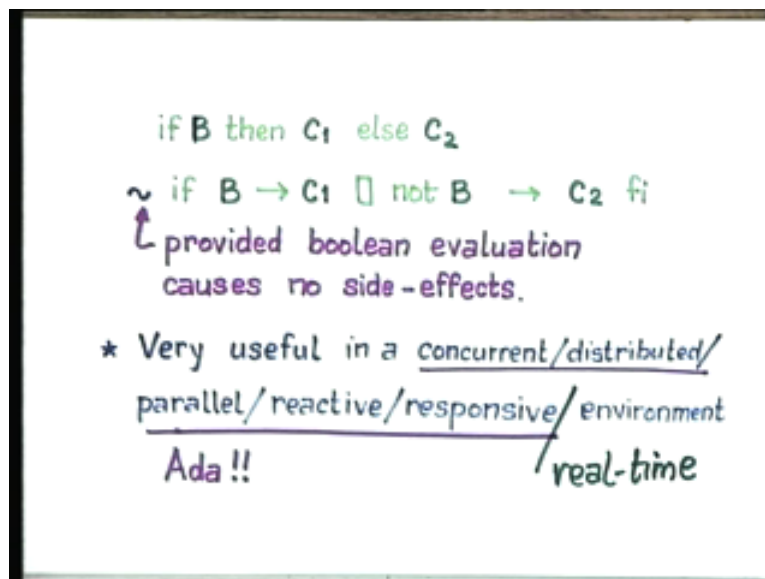 if B then C1 else C2
~ if B → C1 ▯ not B → C2 fi
provided boolean evaluation
causes no side-effects.
* Very useful in a concurrent/distributed/
parallel/reactive/responsive/environment
Ada!! /real-time